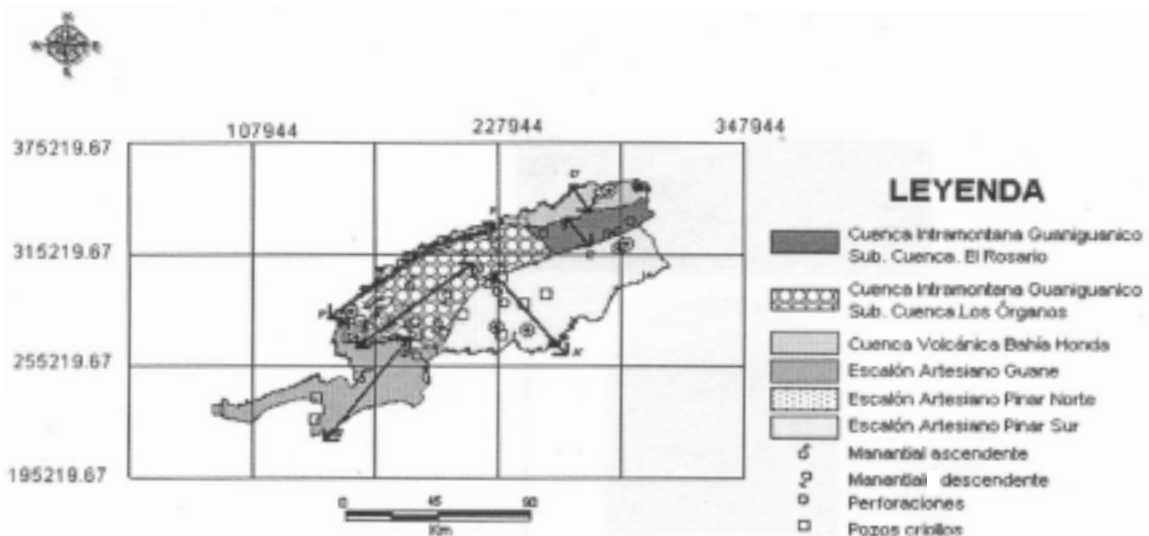 107944 227944 347944
375219.67
315219.67
255219.67
195219.67
0 45 90
Km
LEYENDA
Cuenca Intramontana Guaniguanico
Sub. Cuenca. El Rosario
Cuenca Intramontana Guaniguanico
Sub. Cuenca.Los Órganos
Cuenca Volcánica Bahía Honda
Escalón Artesiano Guane
Escalón Artesiano Pinar Norte
Escalón Artesiano Pinar Sur
Manantial ascendente
Manantial descendente
Perforaciones
Pozos criollos